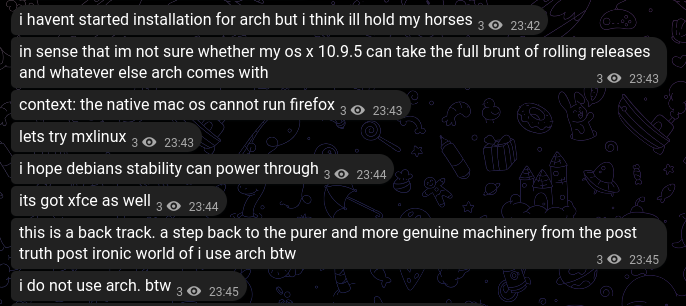 i havent started installation for arch but i think ill hold my horses 3 23:42
in sense that im not sure whether my os x 10.9.5 can take the full brunt of rolling releases
and whatever else arch comes with 3 23:43
context: the native mac os cannot run firefox 3 23:43
lets try mxlinux 3 23:43
i hope debians stability can power through 3 23:44
its got xfce as well 3 23:44
this is a back track. a step back to the purer and more genuine machinery from the post
truth post ironic world of i use arch btw 3 23:45
i do not use arch. btw 3 23:45